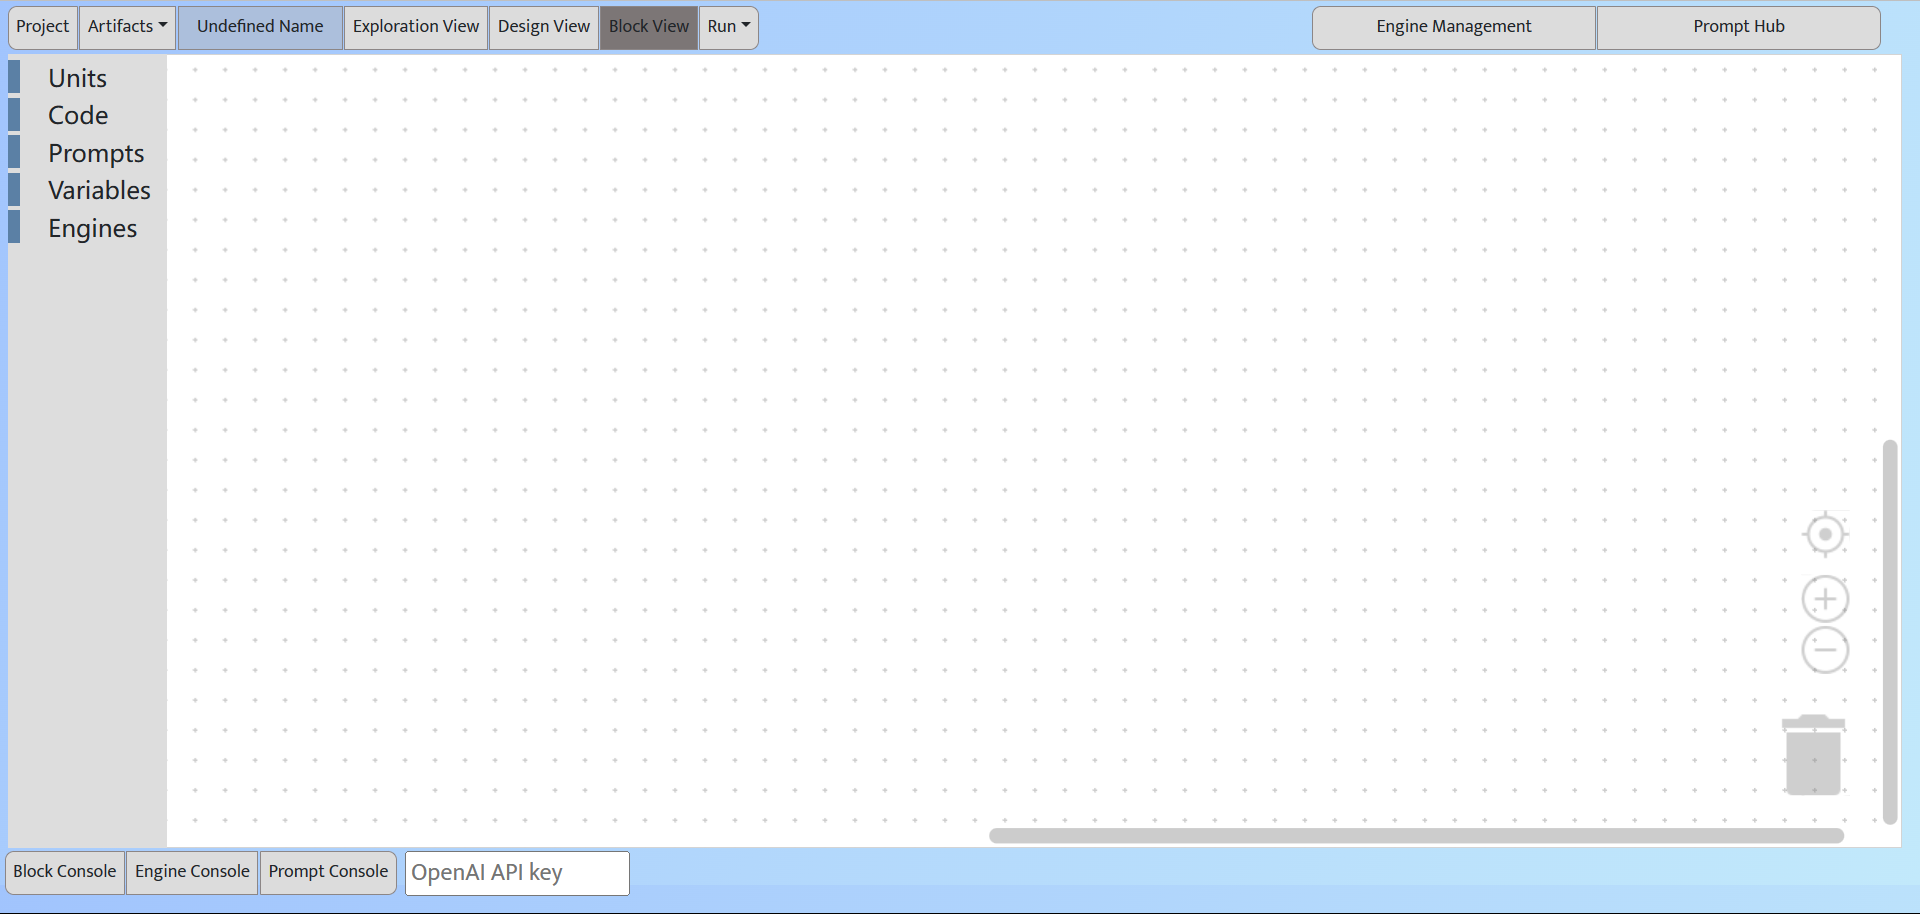 Project Artifacts Undefined Name Exploration View Design View Block View Run Engine Management Prompt Hub
Units
Code
Prompts
Variables
Engines
Block Console Engine Console Prompt Console OpenAI API key